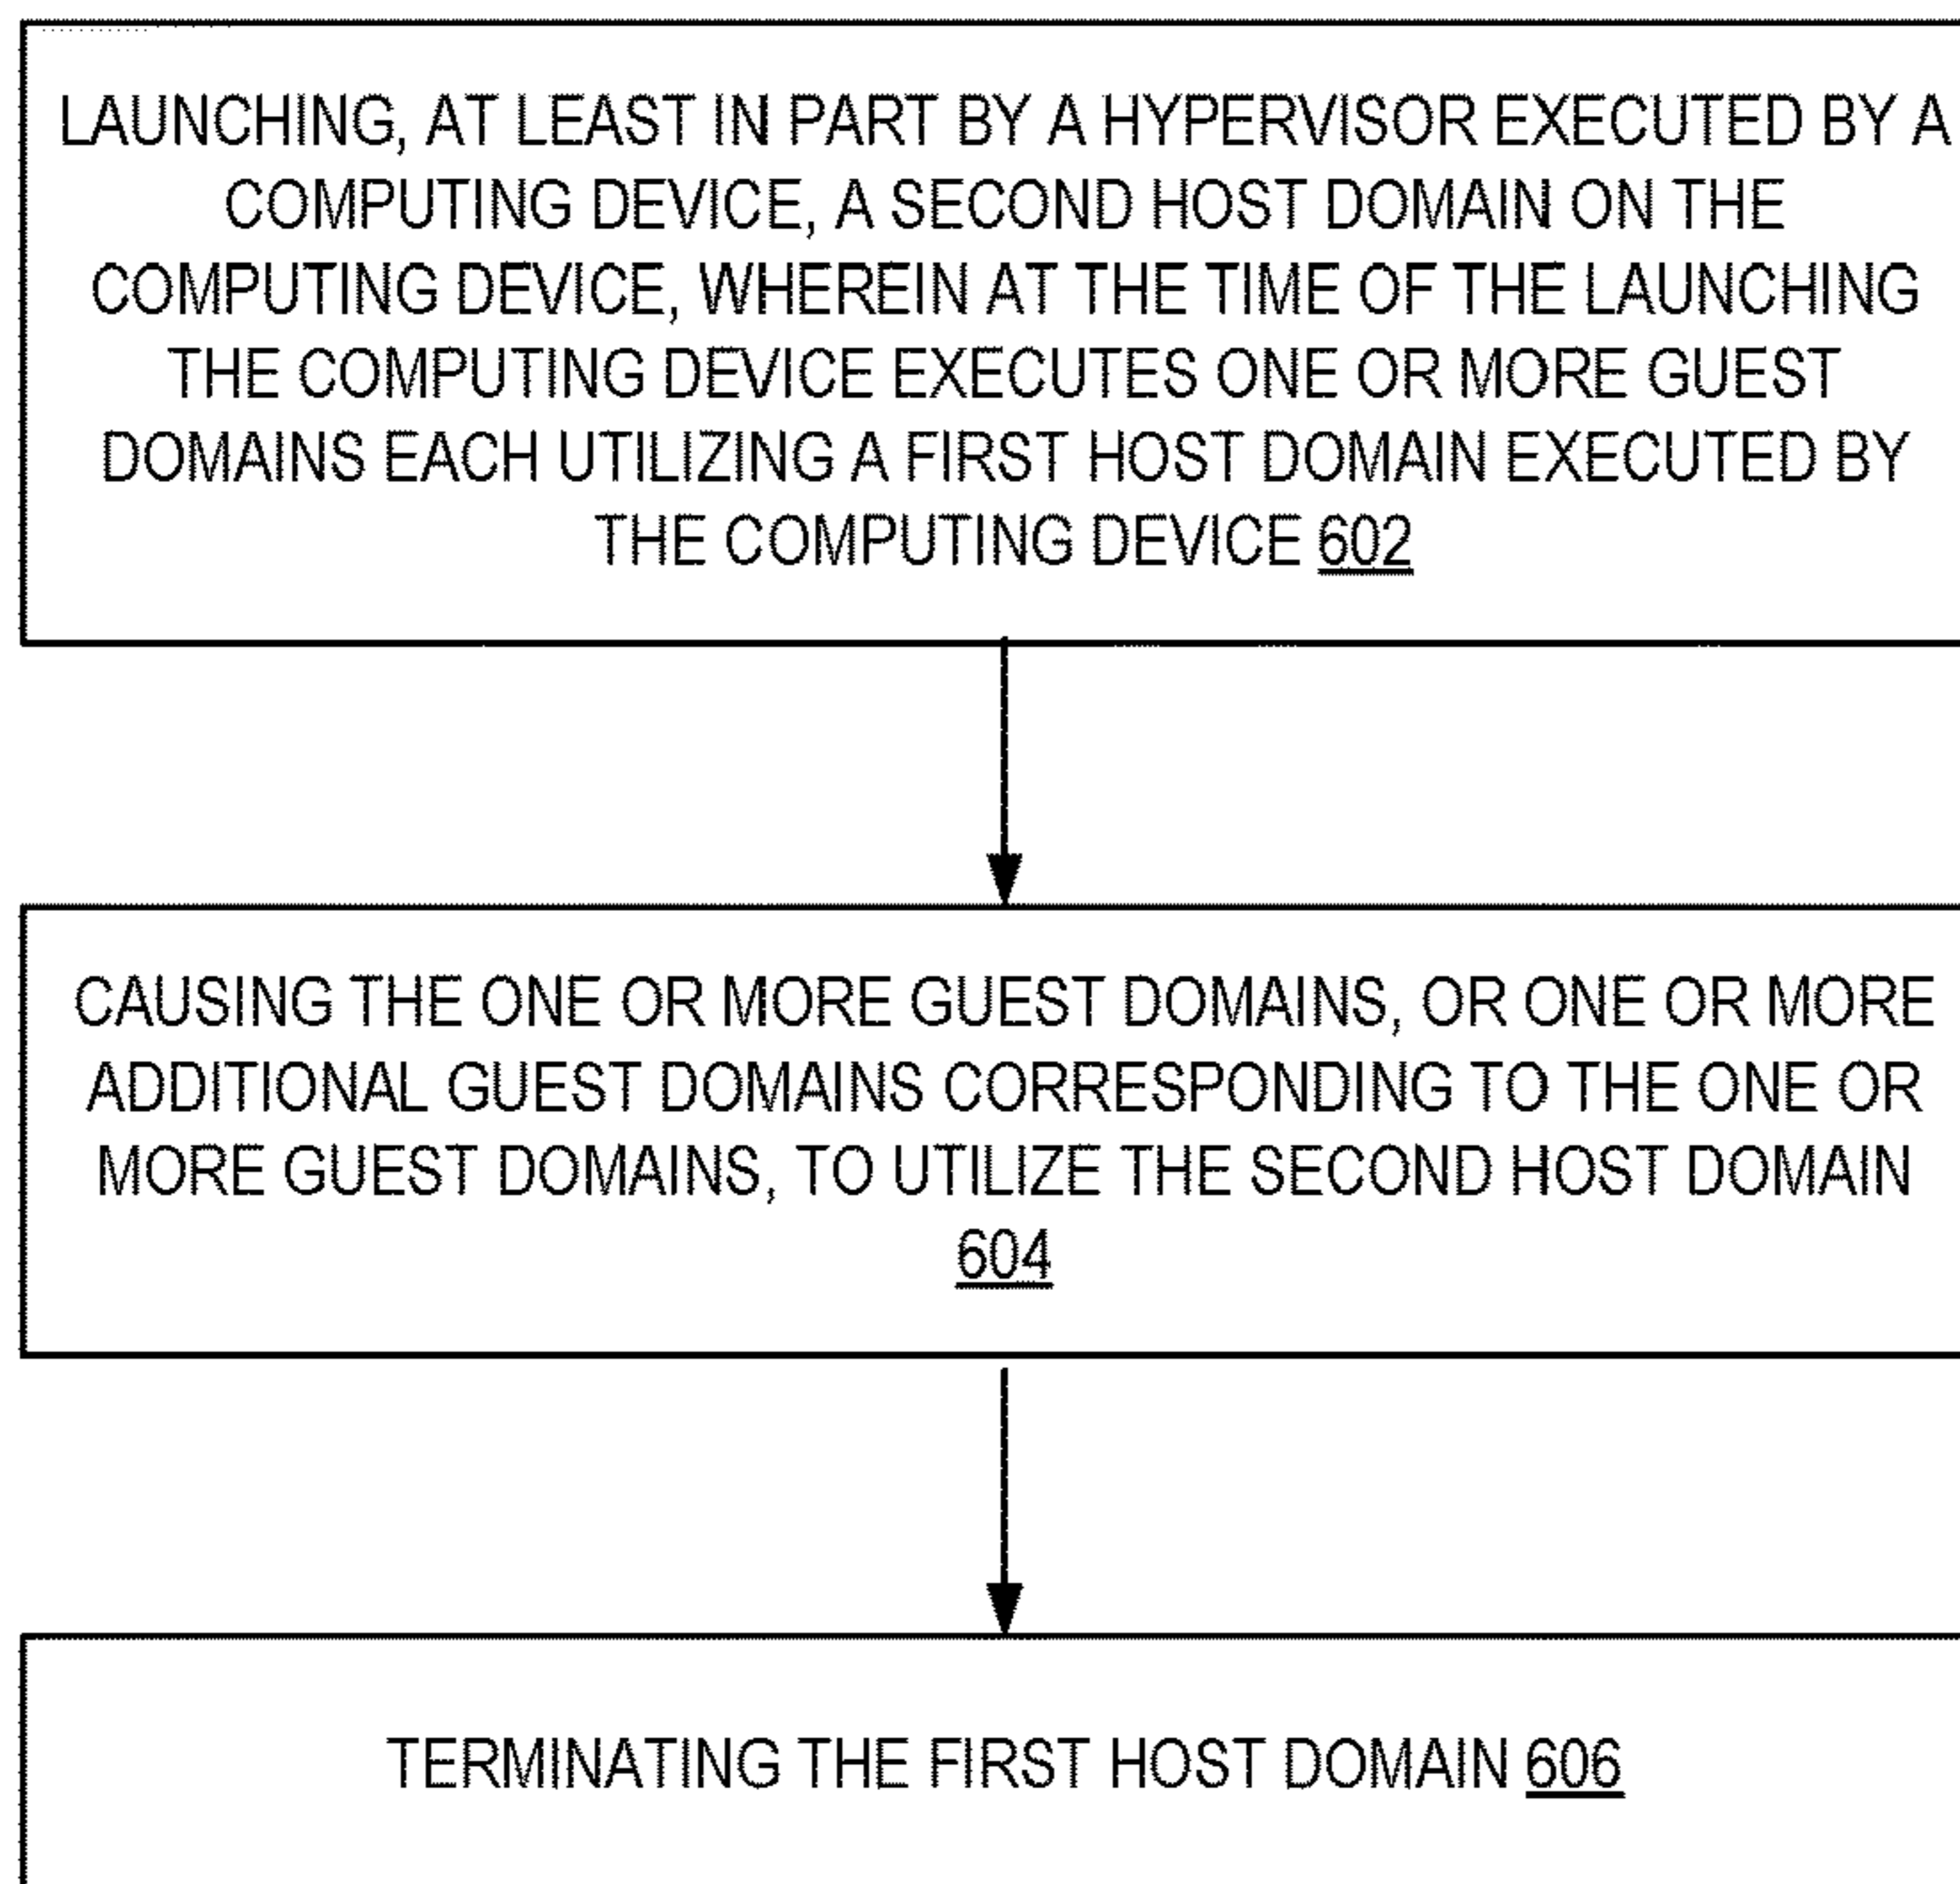 LAUNCHING, AT LEAST IN PART BY A HYPERVISOR EXECUTED BY A
COMPUTING DEVICE, A SECOND HOST DOMAIN ON THE
COMPUTING DEVICE, WHEREIN AT THE TIME OF THE LAUNCHING
THE COMPUTING DEVICE EXECUTES ONE OR MORE GUEST
DOMAINS EACH UTILIZING A FIRST HOST DOMAIN EXECUTED BY
THE COMPUTING DEVICE 602
CAUSING THE ONE OR MORE GUEST DOMAINS, OR ONE OR MORE
ADDITIONAL GUEST DOMAINS CORRESPONDING TO THE ONE OR
MORE GUEST DOMAINS, TO UTILIZE THE SECOND HOST DOMAIN
604
TERMINATING THE FIRST HOST DOMAIN 606